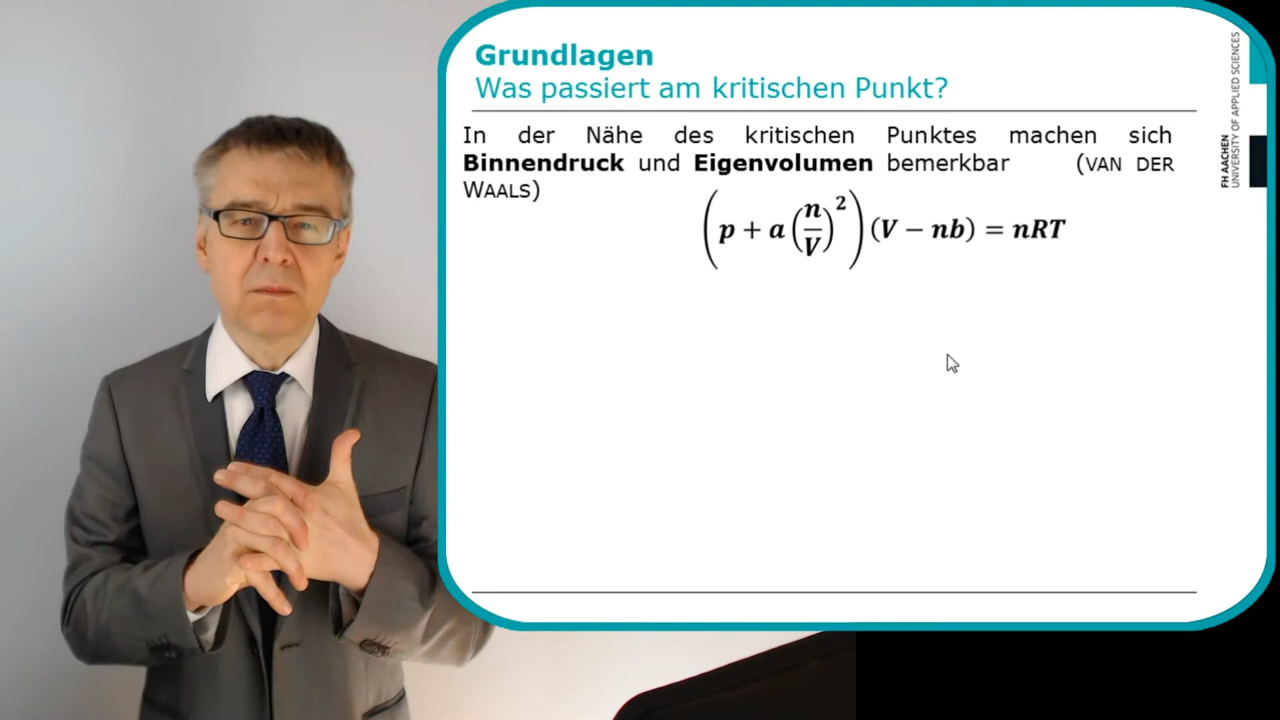 Grundlagen
Was passiert am kritischen Punkt?
In der Nähe des kritischen Punktes machen sich
Binnendruck und Eigenvolumen bemerkbar (VAN DER
WAALS)
(p + a (n/V)²) (V − nb) = nRT
FH AACHEN
UNIVERSITY OF APPLIED SCIENCES